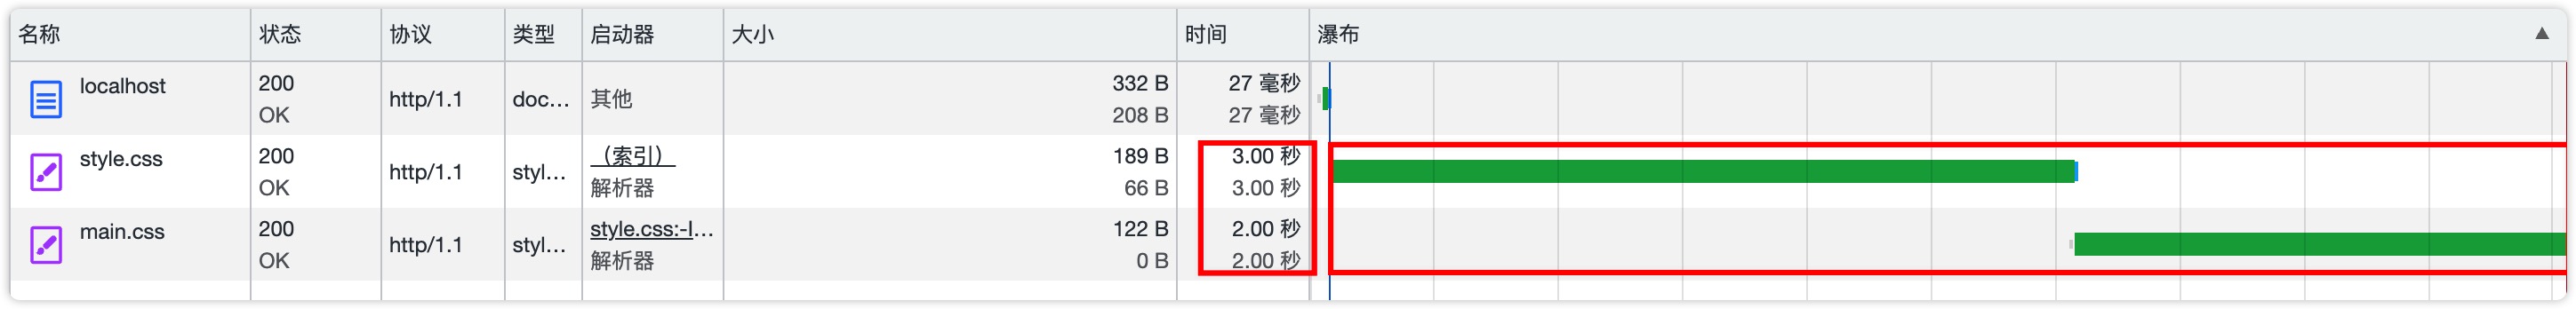 名称 状态 协议 类型 启动器 大小 时间 瀑布 ▲
localhost 200 http/1.1 doc... 其他 332 B 27 毫秒
OK 208 B 27 毫秒
style.css 200 http/1.1 styl... （索引） 189 B 3.00 秒
OK 解析器 66 B 3.00 秒
main.css 200 http/1.1 styl... style.css:-I... 122 B 2.00 秒
OK 解析器 0 B 2.00 秒